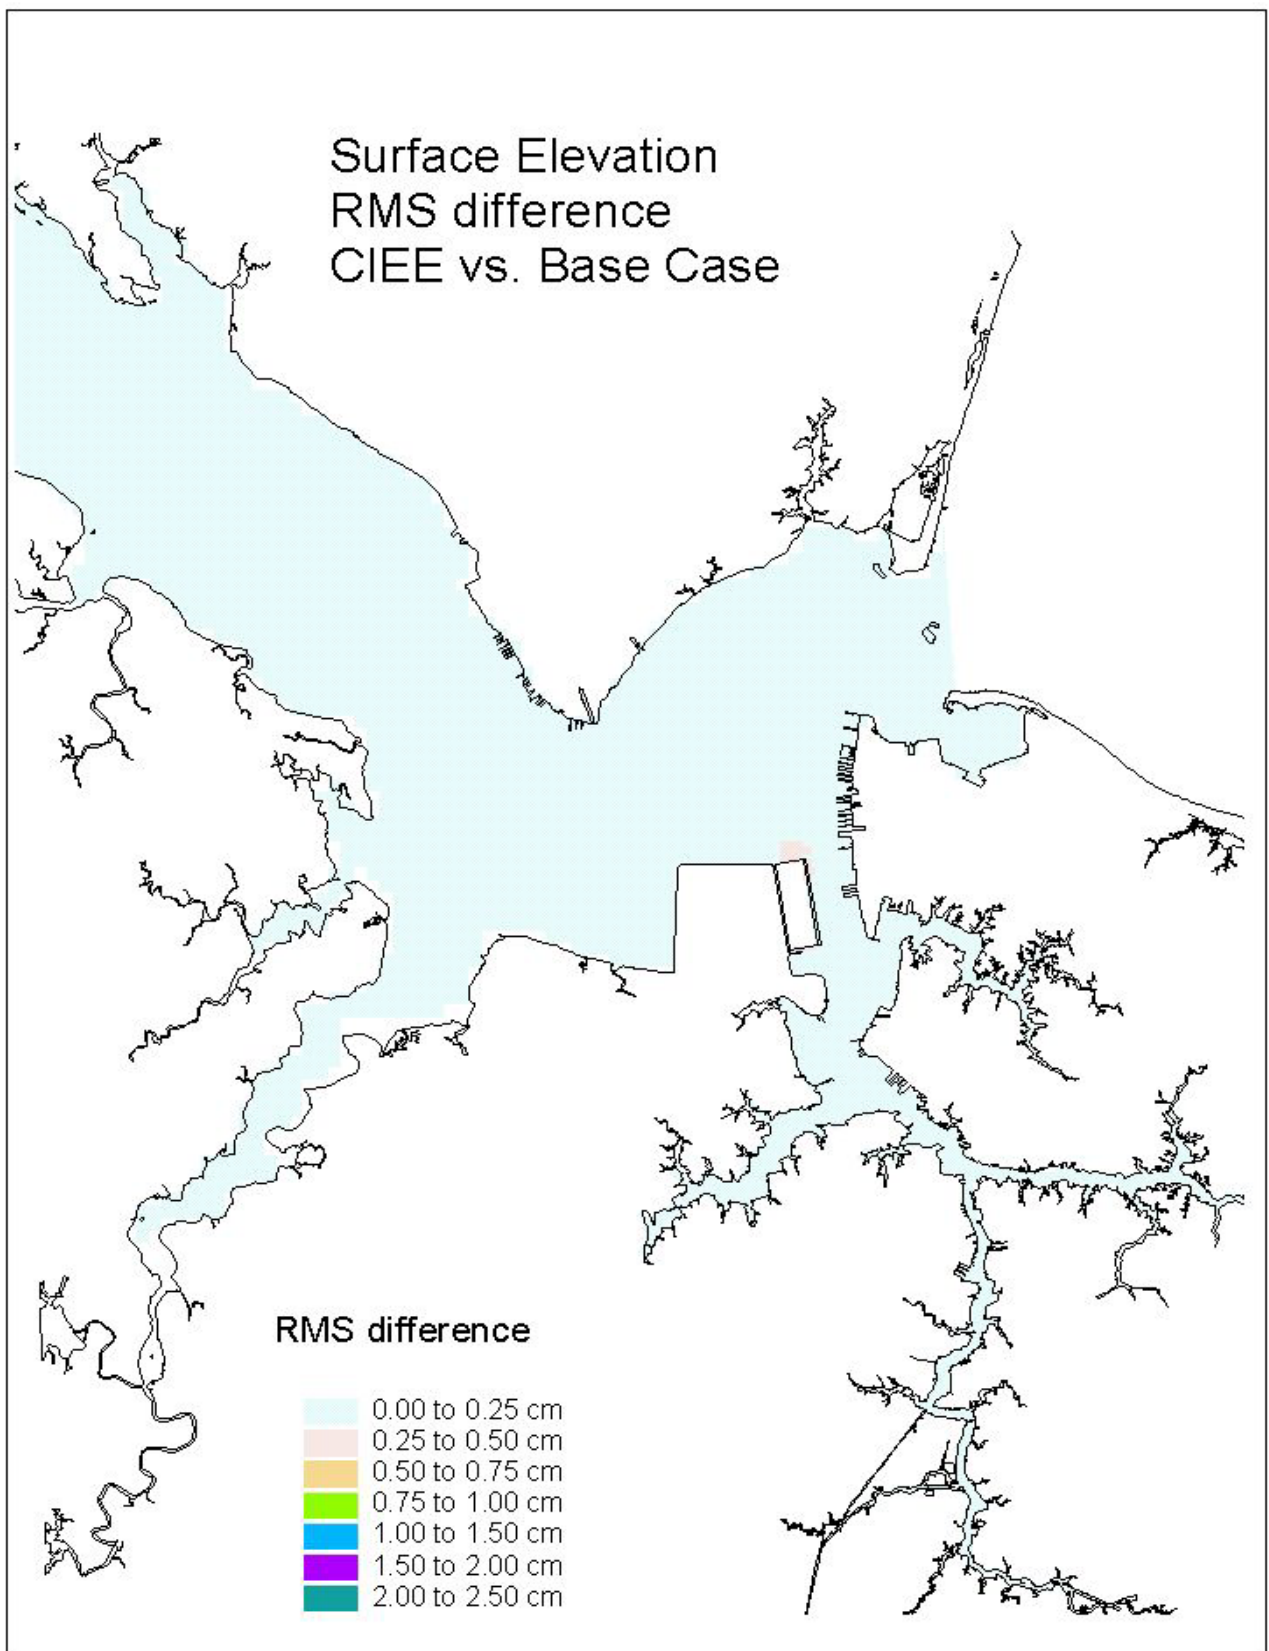 Surface Elevation
RMS difference
CIEE vs. Base Case
RMS difference
0.00 to 0.25 cm
0.25 to 0.50 cm
0.50 to 0.75 cm
0.75 to 1.00 cm
1.00 to 1.50 cm
1.50 to 2.00 cm
2.00 to 2.50 cm